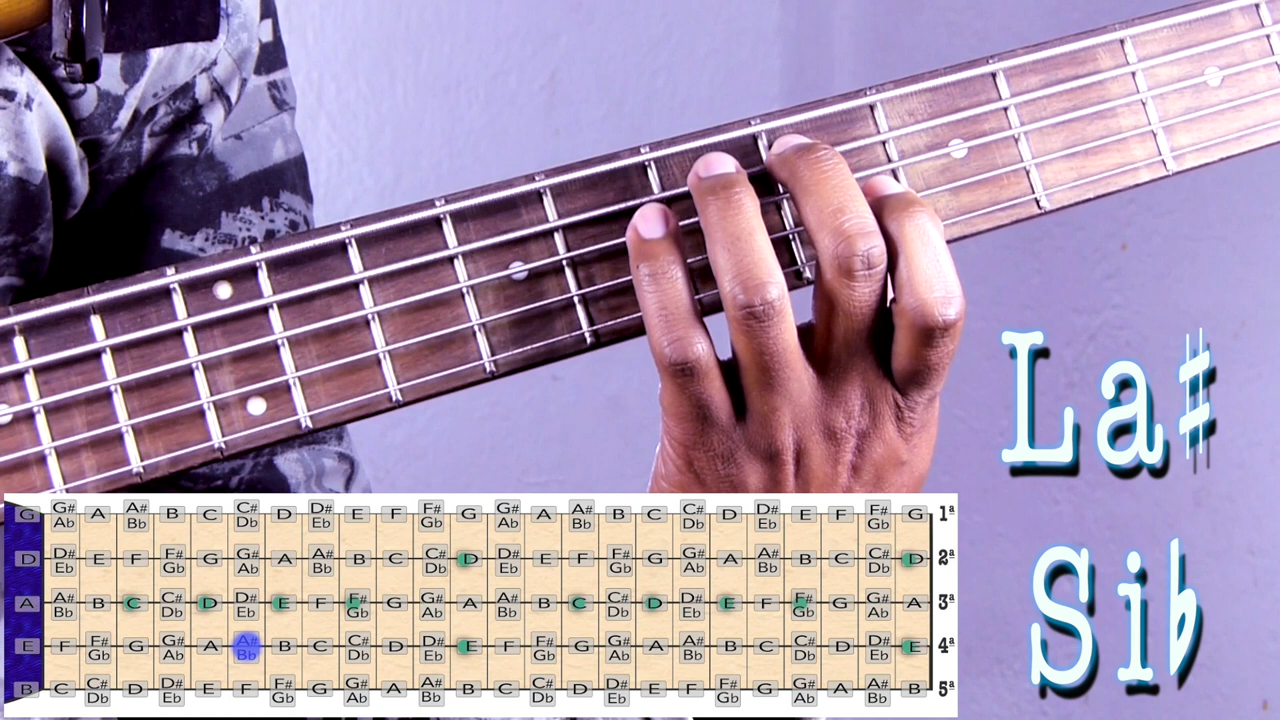 La♯
Si♭
G G# Ab A A# Bb B C C# Db D D# Eb E F F# Gb G G# Ab A A# Bb B C C# Db D D# Eb E F F# Gb G 1ª
D D# Eb E F F# Gb G G# Ab A A# Bb B C C# Db D D# Eb E F F# Gb G G# Ab A A# Bb B C C# Db D 2ª
A A# Bb B C C# Db D D# Eb E F F# Gb G G# Ab A A# Bb B C C# Db D D# Eb E F F# Gb G G# Ab A 3ª
E F F# Gb G G# Ab A A# Bb B C C# Db D D# Eb E F F# Gb G G# Ab A A# Bb B C C# Db D D# Eb E 4ª
B C C# Db D D# Eb E F F# Gb G G# Ab A A# Bb B C C# Db D D# Eb E F F# Gb G G# Ab A A# Bb B 5ª